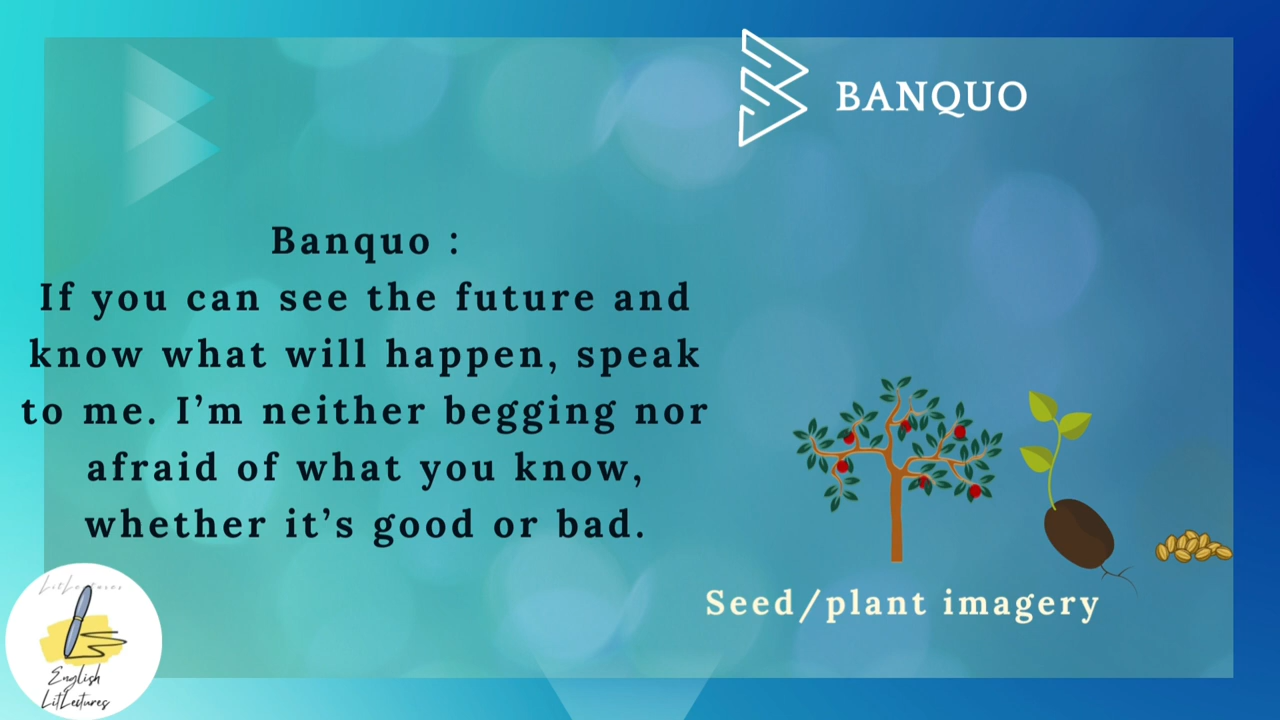 BANQUO
Banquo :
If you can see the future and
know what will happen, speak
to me. I’m neither begging nor
afraid of what you know,
whether it’s good or bad.
Seed/plant imagery
English
LitLectures